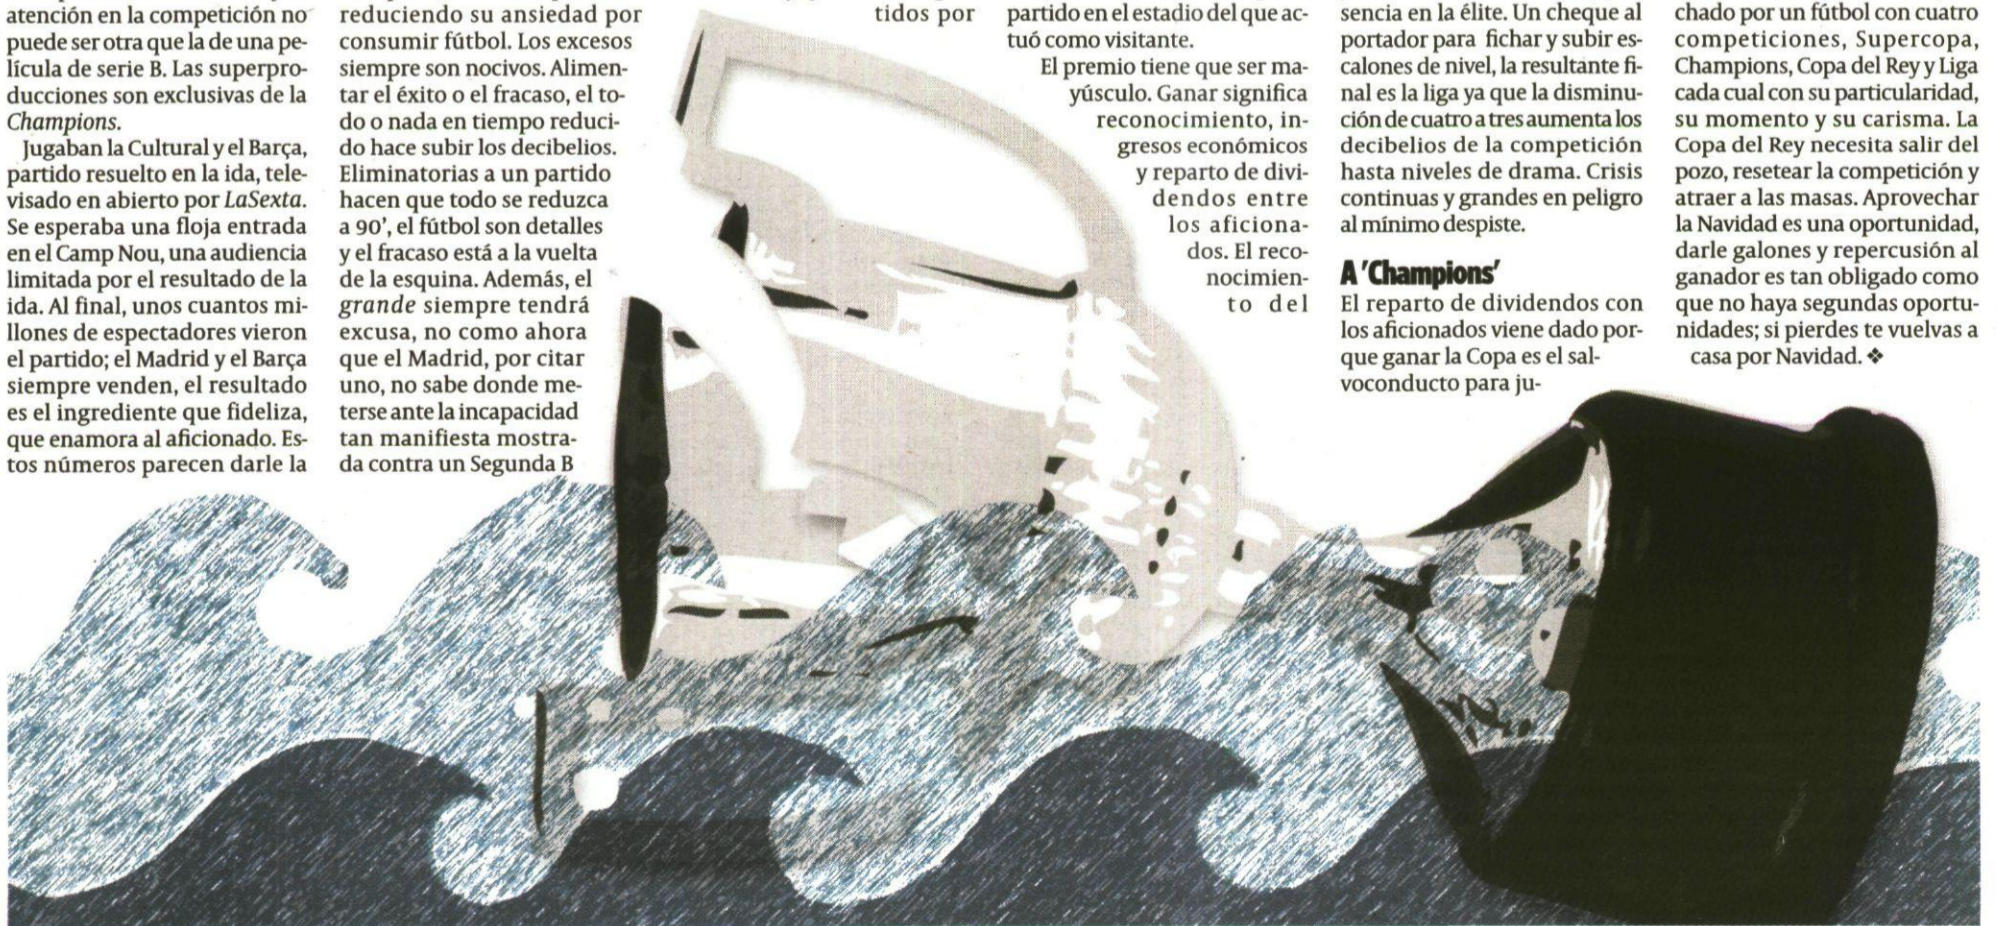 atención en la competición no
puede ser otra que la de una pe-
lícula de serie B. Las superpro-
ducciones son exclusivas de la
Champions.
Jugaban la Cultural y el Barça,
partido resuelto en la ida, tele-
visado en abierto por LaSexta.
Se esperaba una floja entrada
en el Camp Nou, una audiencia
limitada por el resultado de la
ida. Al final, unos cuantos mi-
llones de espectadores vieron
el partido; el Madrid y el Barça
siempre venden, el resultado
es el ingrediente que fideliza,
que enamora al aficionado. Es-
tos números parecen darle la
reduciendo su ansiedad por
consumir fútbol. Los excesos
siempre son nocivos. Alimen-
tar el éxito o el fracaso, el to-
do o nada en tiempo reduci-
do hace subir los decibelios.
Eliminatorias a un partido
hacen que todo se reduzca
a 90’, el fútbol son detalles
y el fracaso está a la vuelta
de la esquina. Además, el
grande siempre tendrá
excusa, no como ahora
que el Madrid, por citar
uno, no sabe donde me-
terse ante la incapacidad
tan manifiesta mostra-
da contra un Segunda B
tidos por
partido en el estadio del que ac-
tuó como visitante.
El premio tiene que ser ma-
yúsculo. Ganar significa
reconocimiento, in-
gresos económicos
y reparto de divi-
dendos entre
los aficiona-
dos. El reco-
nocimien-
to del
sencia en la élite. Un cheque al
portador para fichar y subir es-
calones de nivel, la resultante fi-
nal es la liga ya que la disminu-
ción de cuatro a tres aumenta los
decibelios de la competición
hasta niveles de drama. Crisis
continuas y grandes en peligro
al mínimo despiste.
A 'Champions'
El reparto de dividendos con
los aficionados viene dado por-
que ganar la Copa es el sal-
voconducto para ju-
chado por un fútbol con cuatro
competiciones, Supercopa,
Champions, Copa del Rey y Liga
cada cual con su particularidad,
su momento y su carisma. La
Copa del Rey necesita salir del
pozo, resetear la competición y
atraer a las masas. Aprovechar
la Navidad es una oportunidad,
darle galones y repercusión al
ganador es tan obligado como
que no haya segundas oportu-
nidades; si pierdes te vuelvas a
casa por Navidad. ❖